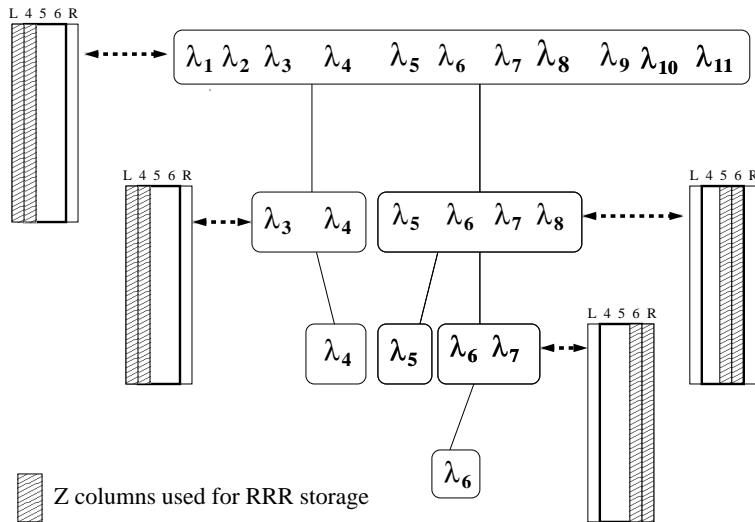 L 4 5 6 R
λ1 λ2 λ3 λ4 λ5 λ6 λ7 λ8 λ9 λ10 λ11
L 4 5 6 R
λ3 λ4
λ5 λ6 λ7 λ8
L 4 5 6 R
λ4
λ5
λ6 λ7
L 4 5 6 R
λ6
Z columns used for RRR storage